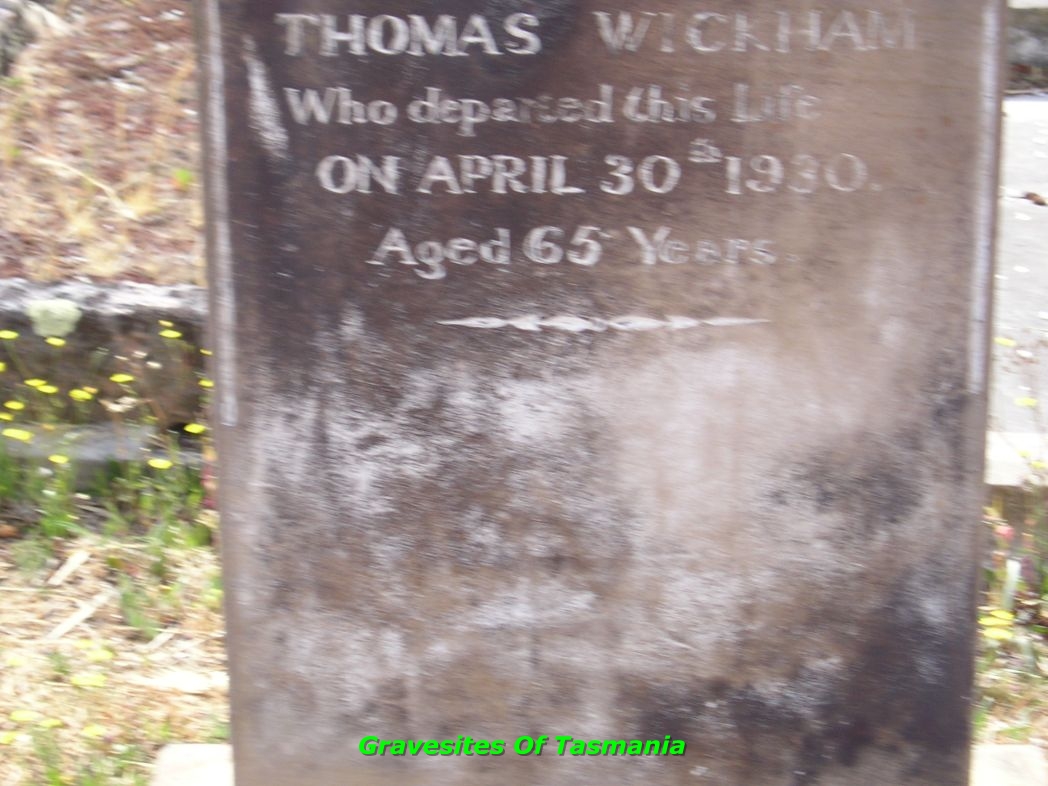 THOMAS WICKHAM
Who departed this Life
ON APRIL 30th 1930.
Aged 65 Years.
Gravesites Of Tasmania